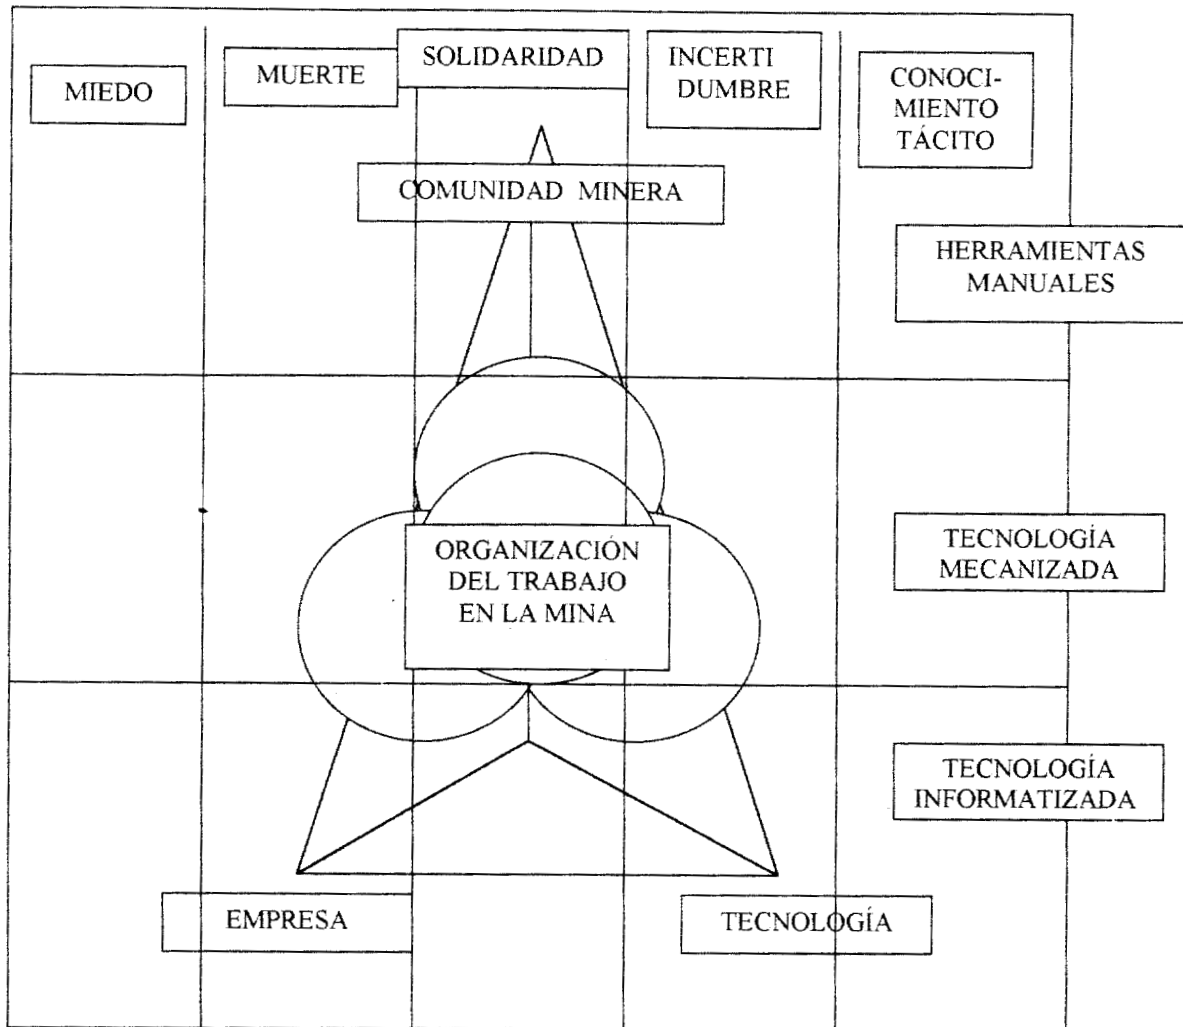 MIEDO
MUERTE
SOLIDARIDAD
INCERTI
DUMBRE
CONOCI-
MIENTO
TÁCITO
COMUNIDAD MINERA
HERRAMIENTAS
MANUALES
ORGANIZACIÓN
DEL TRABAJO
EN LA MINA
TECNOLOGÍA
MECANIZADA
TECNOLOGÍA
INFORMATIZADA
EMPRESA
TECNOLOGÍA